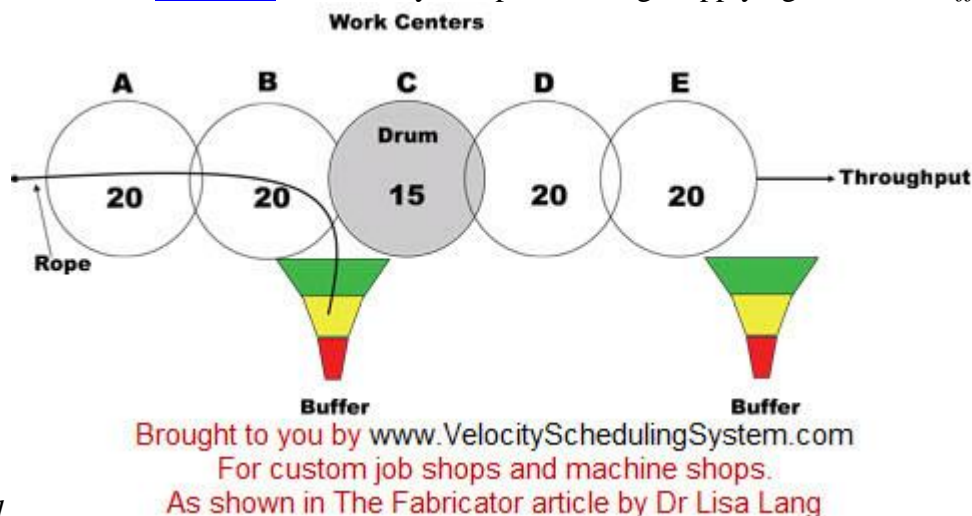 Work Centers
A B C D E
Drum
20 20 15 20 20
Throughput
Rope
Buffer Buffer
Brought to you by www.VelocitySchedulingSystem.com
For custom job shops and machine shops.
As shown in The Fabricator article by Dr Lisa Lang